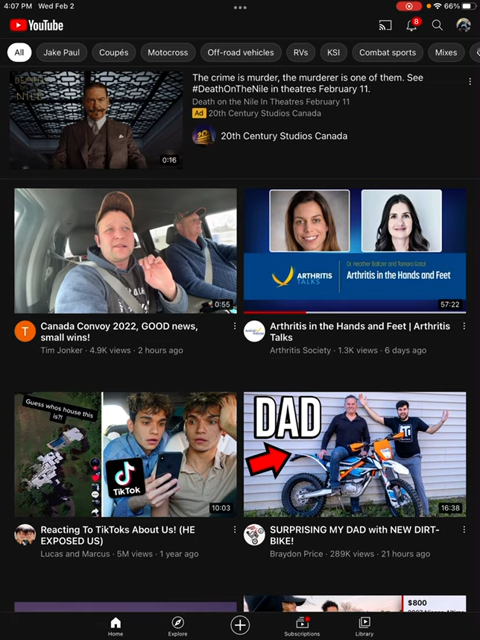 4:07 PM Wed Feb 2
66%
YouTube
8
All
Jake Paul
Coupés
Motocross
Off-road vehicles
RVs
KSI
Combat sports
Mixes
DEATH ON THE
NILE
0:16
The crime is murder, the murderer is one of them. See
#DeathOnTheNile in theatres February 11.
Death on the Nile In Theatres February 11
Ad 20th Century Studios Canada
20th Century Studios Canada
0:55
T
Canada Convoy 2022, GOOD news,
small wins!
Tim Jonker · 4.9K views · 2 hours ago
ARTHRITIS
TALKS
Arthritis in the Hands and Feet
57:22
Arthritis in the Hands and Feet | Arthritis
Talks
Arthritis Society · 1.3K views · 6 days ago
Guess whos house this
is?!
TikTok
10:03
Reacting To TikToks About Us! (HE
EXPOSED US)
Lucas and Marcus · 5M views · 1 year ago
DAD
16:38
SURPRISING MY DAD with NEW DIRT-
BIKE!
Braydon Price · 289K views · 21 hours ago
$800
Home
Explore
Subscriptions
Library